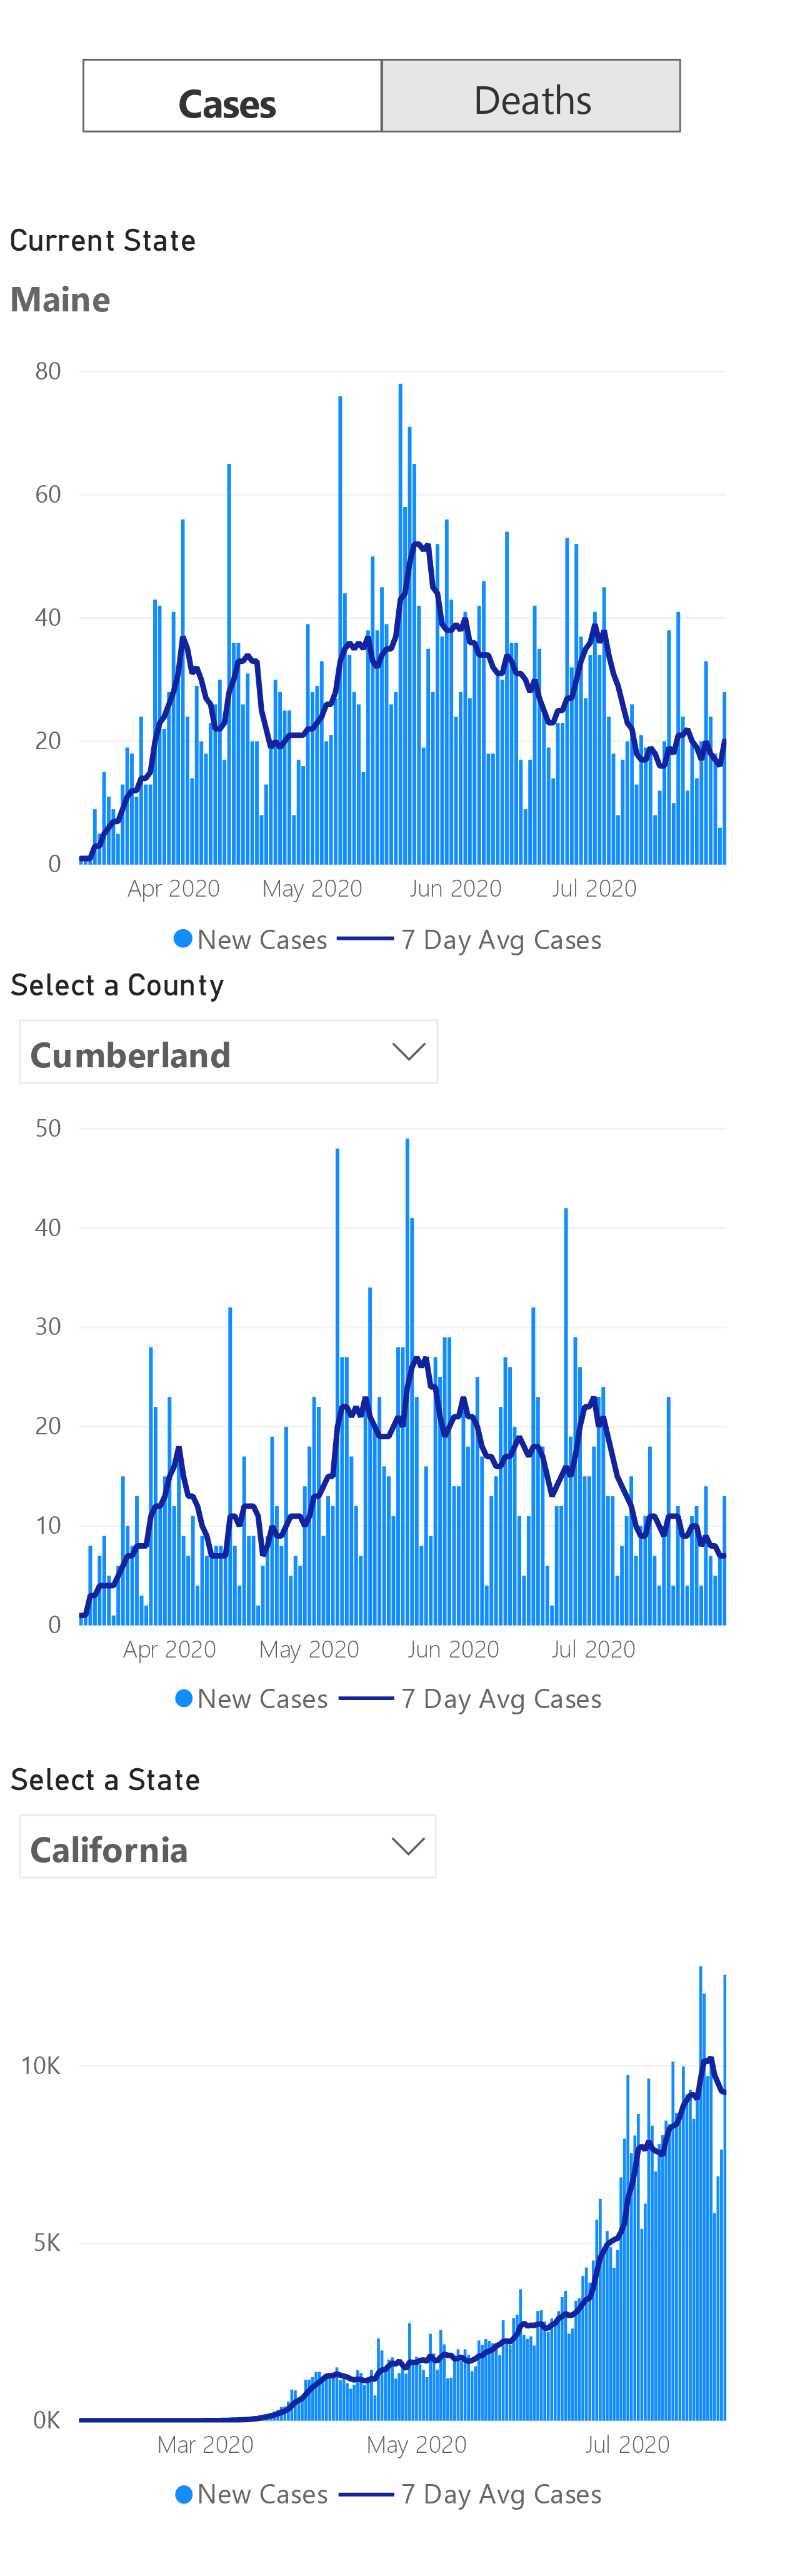 Cases Deaths
Current State
Maine
80
60
40
20
0
Apr 2020 May 2020 Jun 2020 Jul 2020
New Cases 7 Day Avg Cases
Select a County
Cumberland
50
40
30
20
10
0
Apr 2020 May 2020 Jun 2020 Jul 2020
New Cases 7 Day Avg Cases
Select a State
California
10K
5K
0K
Mar 2020 May 2020 Jul 2020
New Cases 7 Day Avg Cases